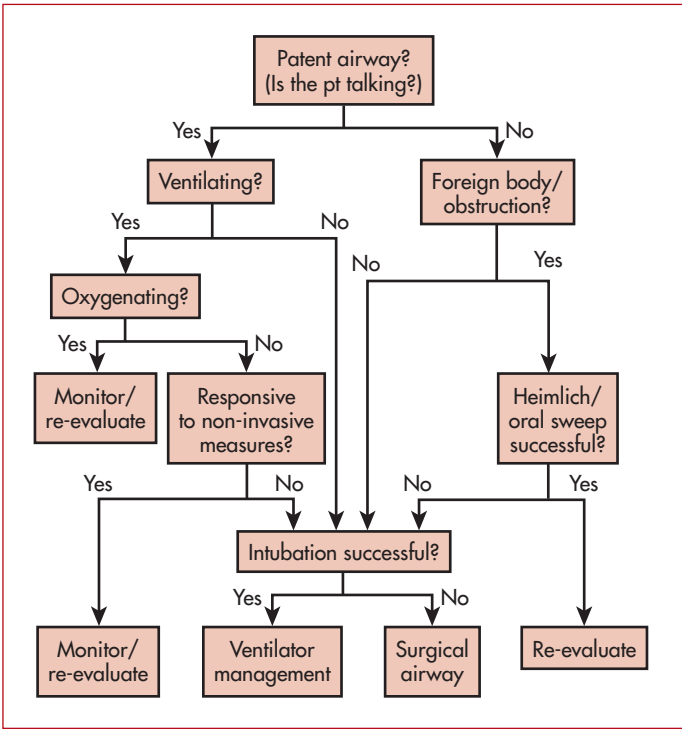 Patent airway?
(Is the pt talking?)
Yes
No
Ventilating?
Foreign body/
obstruction?
Yes
No
No
Yes
Oxygenating?
Yes
No
Monitor/
re-evaluate
Responsive
to non-invasive
measures?
Heimlich/
oral sweep
successful?
Yes
No
No
Yes
Intubation successful?
Yes
No
Monitor/
re-evaluate
Ventilator
management
Surgical
airway
Re-evaluate